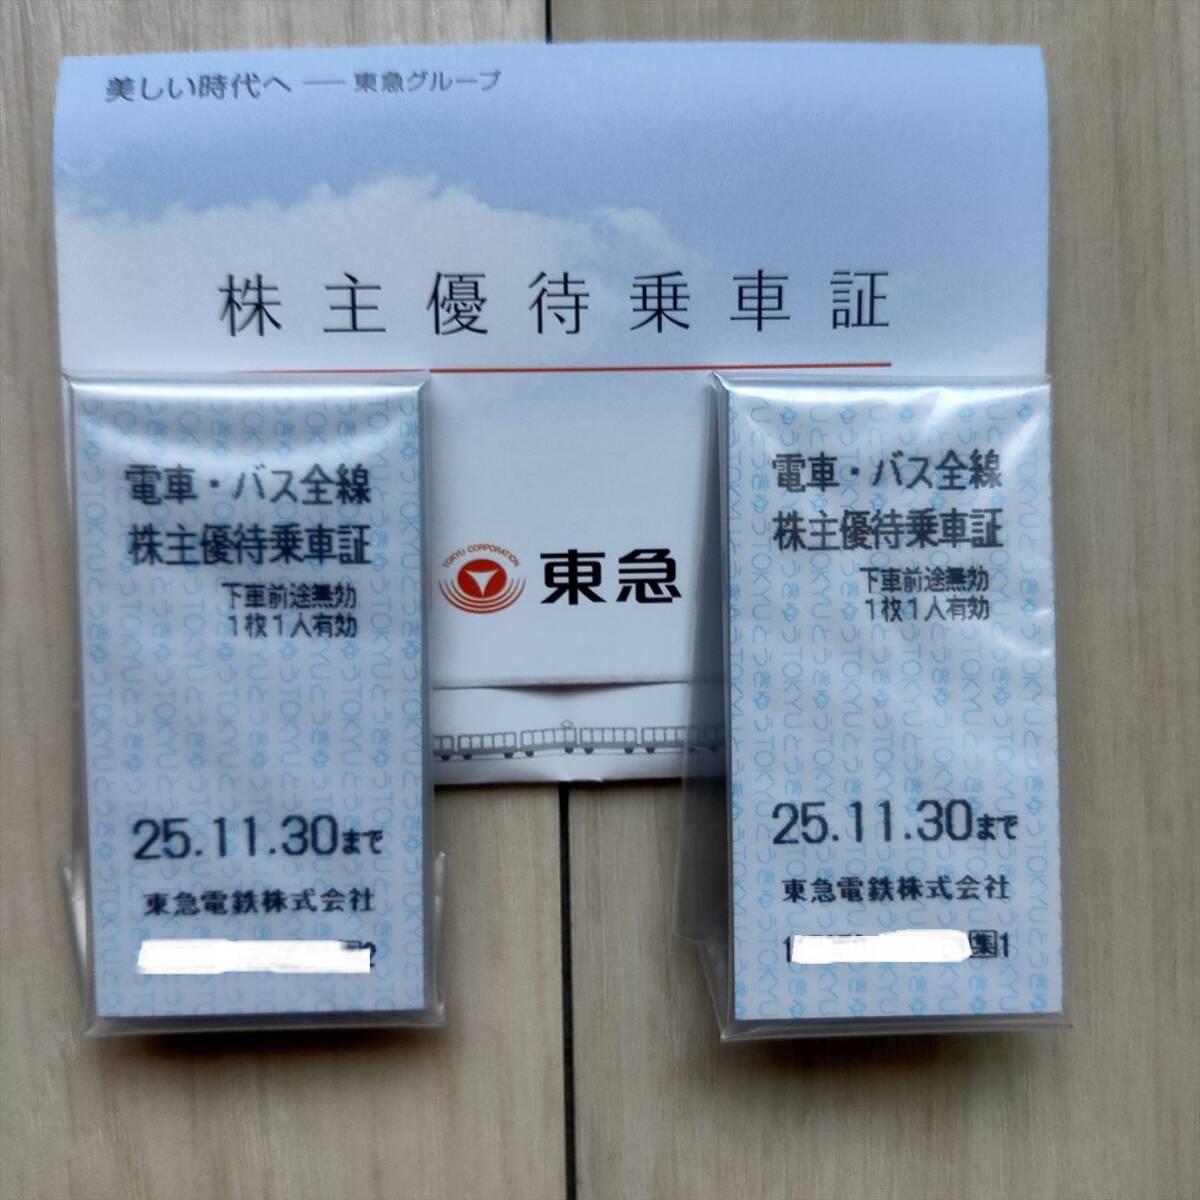 美しい時代へ ── 東急グループ
株主優待乗車証
TOKYU CORPORATION
東急
電車・バス全線
株主優待乗車証
下車前途無効
1枚1人有効
25.11.30まで
東急電鉄株式会社
電車・バス全線
株主優待乗車証
下車前途無効
1枚1人有効
25.11.30まで
東急電鉄株式会社
集1